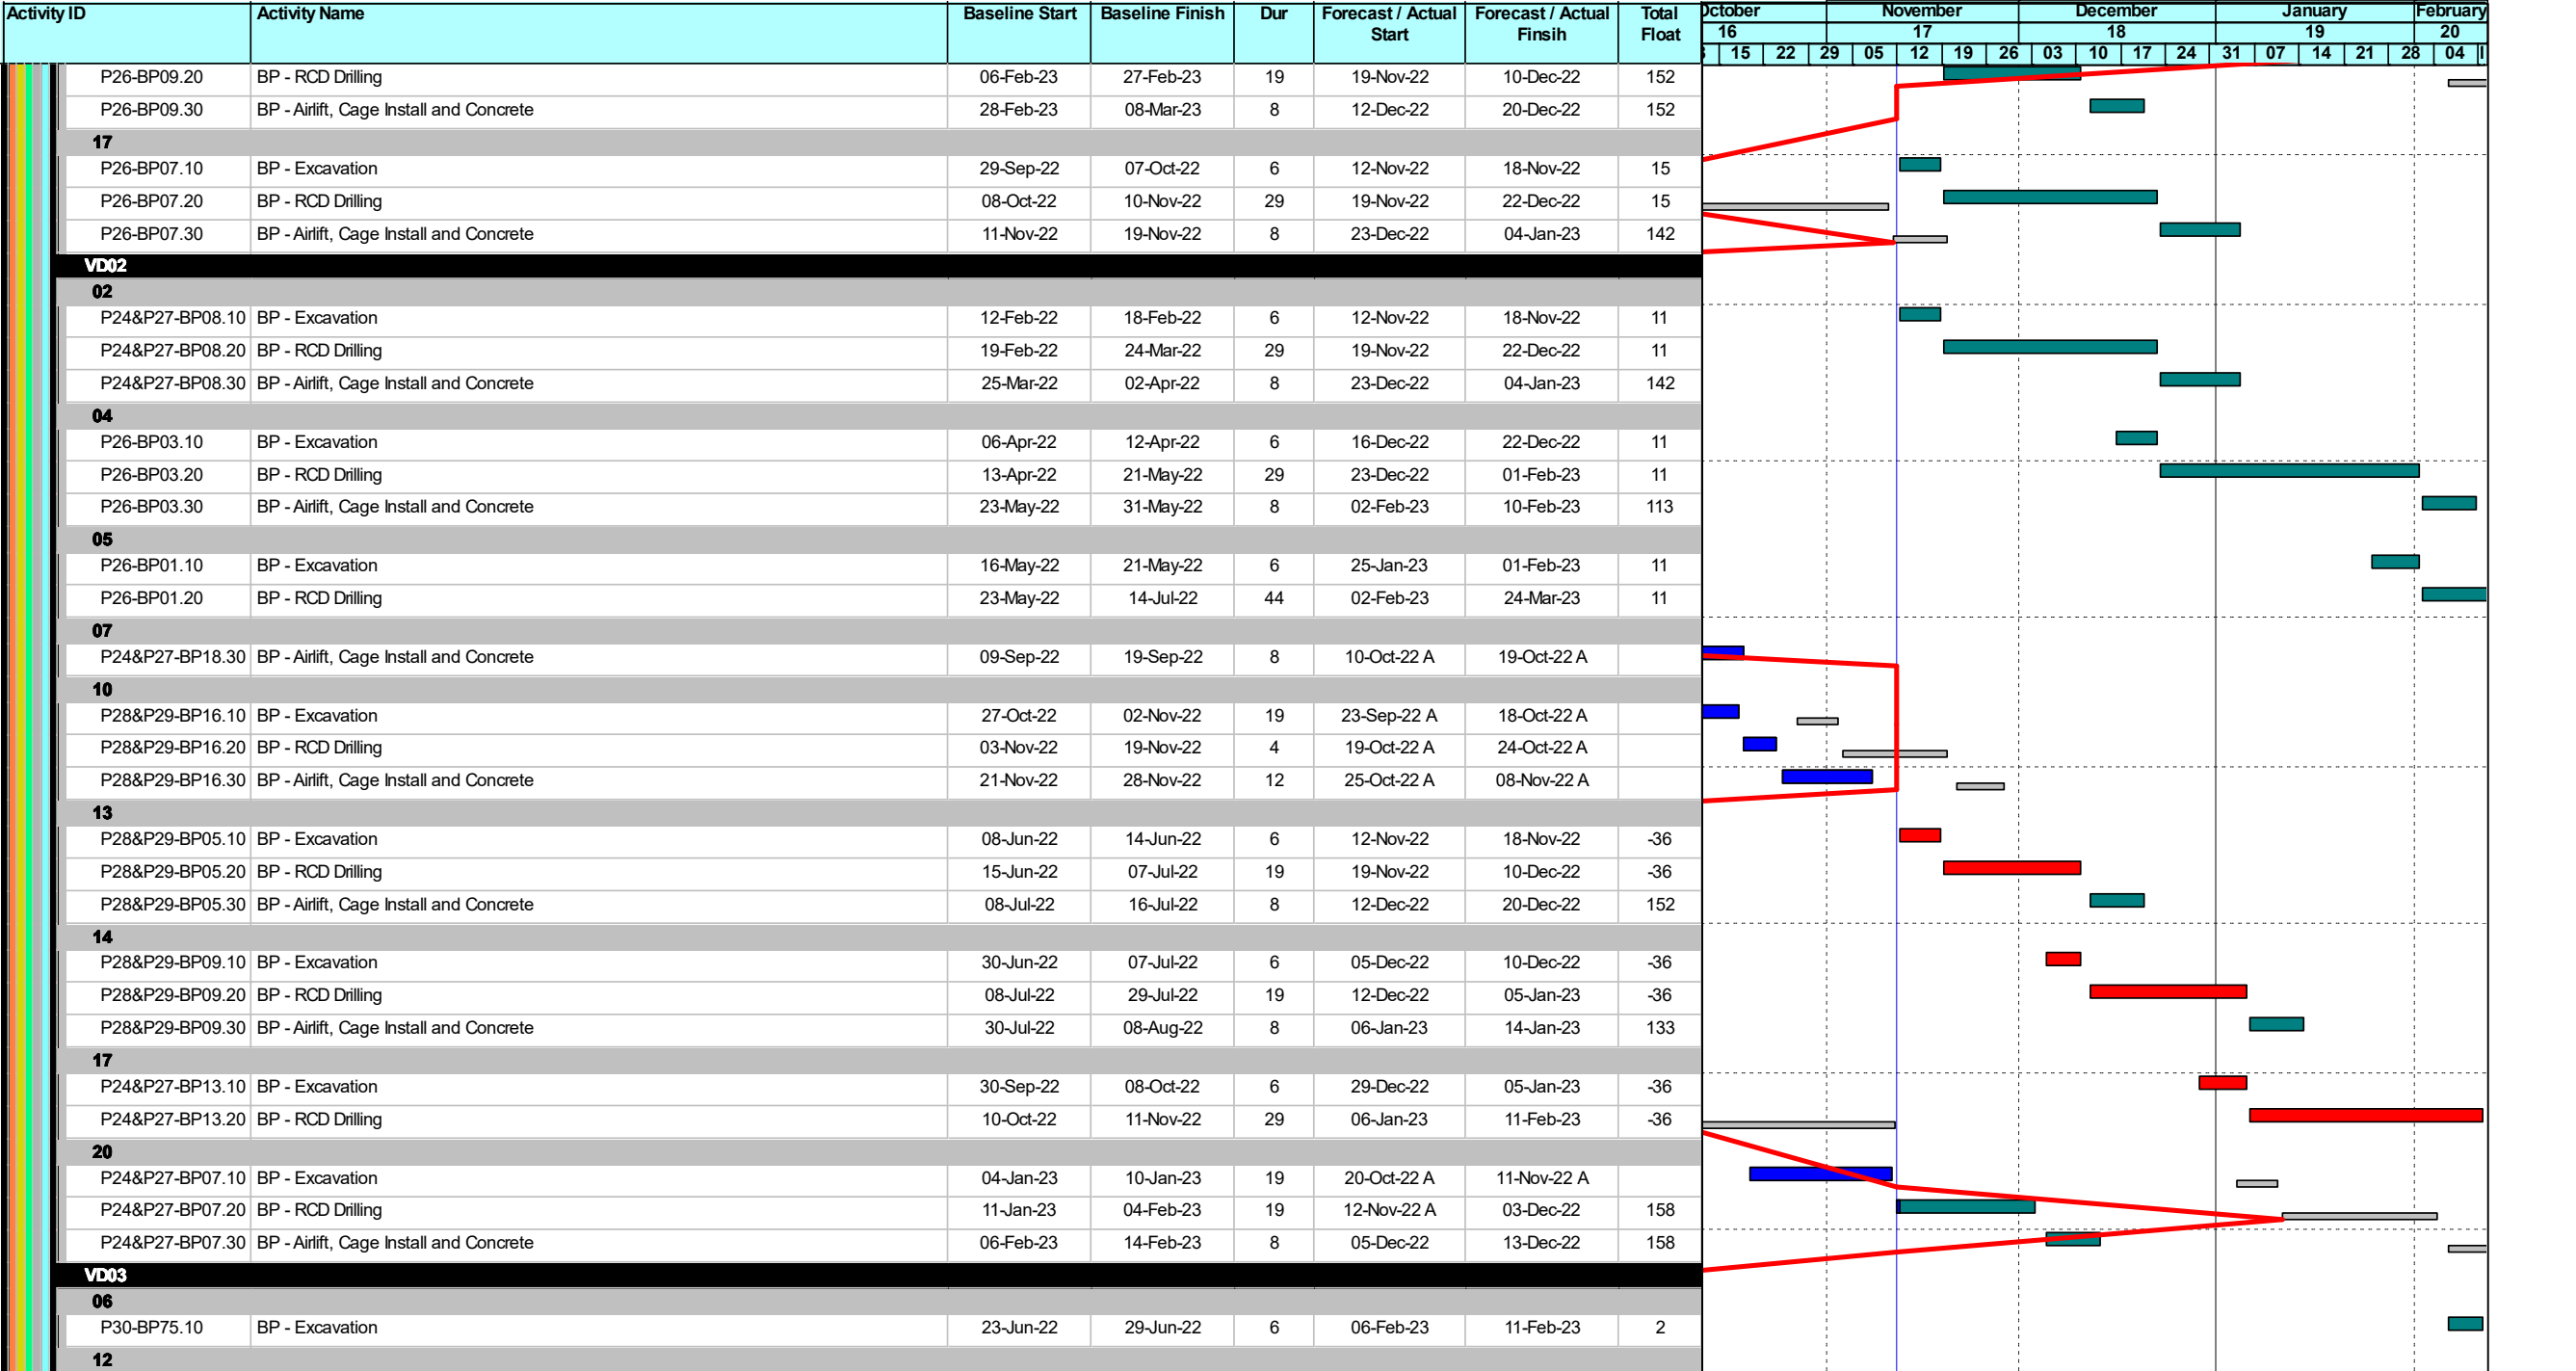 Activity ID Activity Name Baseline Start Baseline Finish Dur Forecast / Actual Start Forecast / Actual Finsih Total Float October November December January February
16 17 18 19 20
15 22 29 05 12 19 26 03 10 17 24 31 07 14 21 28 04
P26-BP09.20 BP - RCD Drilling 06-Feb-23 27-Feb-23 19 19-Nov-22 10-Dec-22 152
P26-BP09.30 BP - Airlift, Cage Install and Concrete 28-Feb-23 08-Mar-23 8 12-Dec-22 20-Dec-22 152
17
P26-BP07.10 BP - Excavation 29-Sep-22 07-Oct-22 6 12-Nov-22 18-Nov-22 15
P26-BP07.20 BP - RCD Drilling 08-Oct-22 10-Nov-22 29 19-Nov-22 22-Dec-22 15
P26-BP07.30 BP - Airlift, Cage Install and Concrete 11-Nov-22 19-Nov-22 8 23-Dec-22 04-Jan-23 142
VD02
02
P24&P27-BP08.10 BP - Excavation 12-Feb-22 18-Feb-22 6 12-Nov-22 18-Nov-22 11
P24&P27-BP08.20 BP - RCD Drilling 19-Feb-22 24-Mar-22 29 19-Nov-22 22-Dec-22 11
P24&P27-BP08.30 BP - Airlift, Cage Install and Concrete 25-Mar-22 02-Apr-22 8 23-Dec-22 04-Jan-23 142
04
P26-BP03.10 BP - Excavation 06-Apr-22 12-Apr-22 6 16-Dec-22 22-Dec-22 11
P26-BP03.20 BP - RCD Drilling 13-Apr-22 21-May-22 29 23-Dec-22 01-Feb-23 11
P26-BP03.30 BP - Airlift, Cage Install and Concrete 23-May-22 31-May-22 8 02-Feb-23 10-Feb-23 113
05
P26-BP01.10 BP - Excavation 16-May-22 21-May-22 6 25-Jan-23 01-Feb-23 11
P26-BP01.20 BP - RCD Drilling 23-May-22 14-Jul-22 44 02-Feb-23 24-Mar-23 11
07
P24&P27-BP18.30 BP - Airlift, Cage Install and Concrete 09-Sep-22 19-Sep-22 8 10-Oct-22 A 19-Oct-22 A
10
P28&P29-BP16.10 BP - Excavation 27-Oct-22 02-Nov-22 19 23-Sep-22 A 18-Oct-22 A
P28&P29-BP16.20 BP - RCD Drilling 03-Nov-22 19-Nov-22 4 19-Oct-22 A 24-Oct-22 A
P28&P29-BP16.30 BP - Airlift, Cage Install and Concrete 21-Nov-22 28-Nov-22 12 25-Oct-22 A 08-Nov-22 A
13
P28&P29-BP05.10 BP - Excavation 08-Jun-22 14-Jun-22 6 12-Nov-22 18-Nov-22 -36
P28&P29-BP05.20 BP - RCD Drilling 15-Jun-22 07-Jul-22 19 19-Nov-22 10-Dec-22 -36
P28&P29-BP05.30 BP - Airlift, Cage Install and Concrete 08-Jul-22 16-Jul-22 8 12-Dec-22 20-Dec-22 152
14
P28&P29-BP09.10 BP - Excavation 30-Jun-22 07-Jul-22 6 05-Dec-22 10-Dec-22 -36
P28&P29-BP09.20 BP - RCD Drilling 08-Jul-22 29-Jul-22 19 12-Dec-22 05-Jan-23 -36
P28&P29-BP09.30 BP - Airlift, Cage Install and Concrete 30-Jul-22 08-Aug-22 8 06-Jan-23 14-Jan-23 133
17
P24&P27-BP13.10 BP - Excavation 30-Sep-22 08-Oct-22 6 29-Dec-22 05-Jan-23 -36
P24&P27-BP13.20 BP - RCD Drilling 10-Oct-22 11-Nov-22 29 06-Jan-23 11-Feb-23 -36
20
P24&P27-BP07.10 BP - Excavation 04-Jan-23 10-Jan-23 19 20-Oct-22 A 11-Nov-22 A
P24&P27-BP07.20 BP - RCD Drilling 11-Jan-23 04-Feb-23 19 12-Nov-22 A 03-Dec-22 158
P24&P27-BP07.30 BP - Airlift, Cage Install and Concrete 06-Feb-23 14-Feb-23 8 05-Dec-22 13-Dec-22 158
VD03
06
P30-BP75.10 BP - Excavation 23-Jun-22 29-Jun-22 6 06-Feb-23 11-Feb-23 2
12